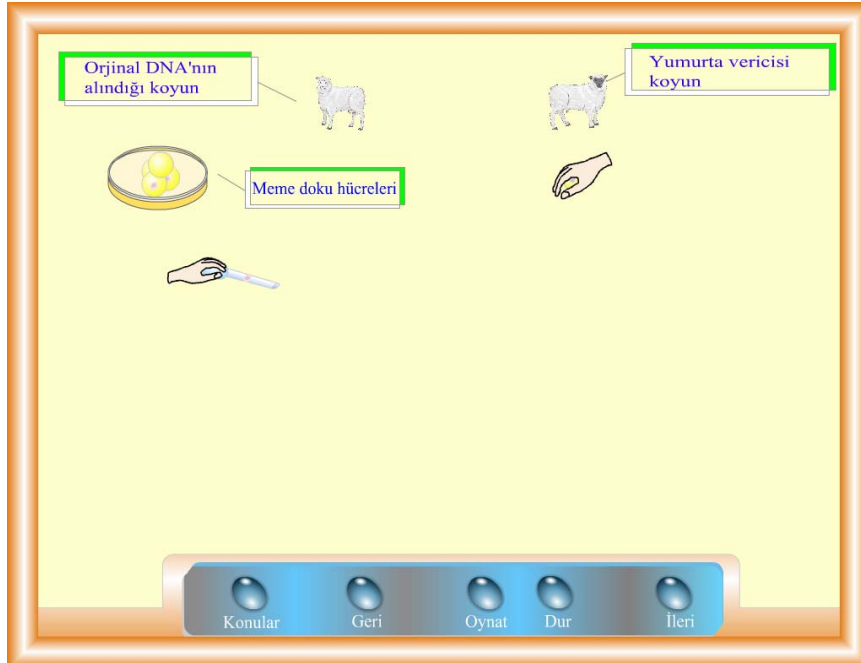 Orjinal DNA'nın
alındığı koyun
Yumurta vericisi
koyun
Meme doku hücreleri
Konular
Geri
Oynat
Dur
İleri